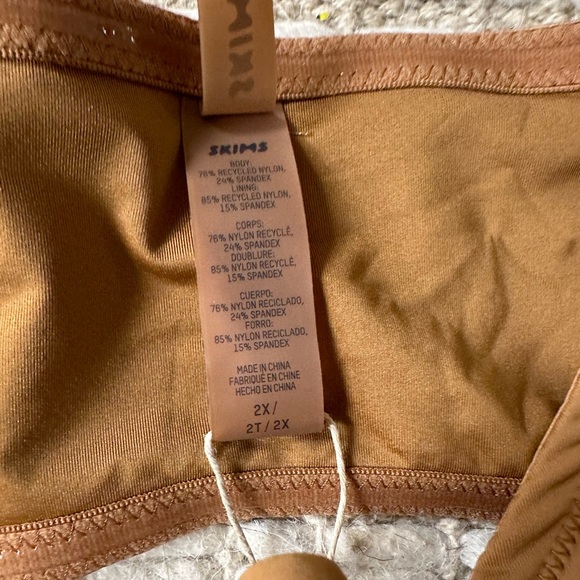 SKIMS
SKIMS
BODY:
76% RECYCLED NYLON,
24% SPANDEX
LINING:
85% RECYCLED NYLON,
15% SPANDEX
CORPS:
76% NYLON RECYCLÉ,
24% SPANDEX
DOUBLURE:
85% NYLON RECYCLÉ,
15% SPANDEX
CUERPO:
76% NYLON RECICLADO,
24% SPANDEX
FORRO:
85% NYLON RECICLADO,
15% SPANDEX
MADE IN CHINA
FABRIQUÉ EN CHINE
HECHO EN CHINA
2X/
2T/2X